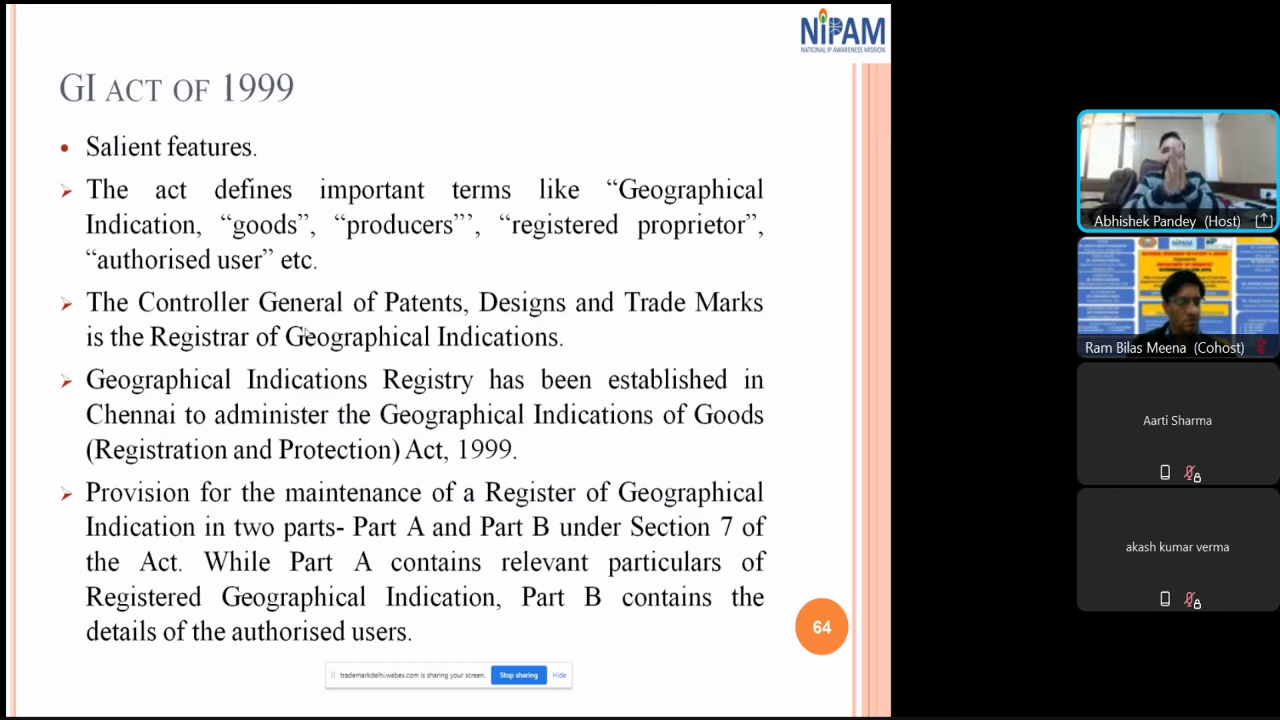 NIPAM
NATIONAL IP AWARENESS MISSION
GI ACT OF 1999
• Salient features.
➢ The act defines important terms like “Geographical
Indication, “goods”, “producers”’, “registered proprietor”,
“authorised user” etc.
➢ The Controller General of Patents, Designs and Trade Marks
is the Registrar of Geographical Indications.
➢ Geographical Indications Registry has been established in
Chennai to administer the Geographical Indications of Goods
(Registration and Protection) Act, 1999.
➢ Provision for the maintenance of a Register of Geographical
Indication in two parts- Part A and Part B under Section 7 of
the Act. While Part A contains relevant particulars of
Registered Geographical Indication, Part B contains the
details of the authorised users.
64
trademarkdelhi.webex.com is sharing your screen.
Stop sharing
Hide
Abhishek Pandey (Host)
Ram Bilas Meena (Cohost)
Aarti Sharma
akash kumar verma